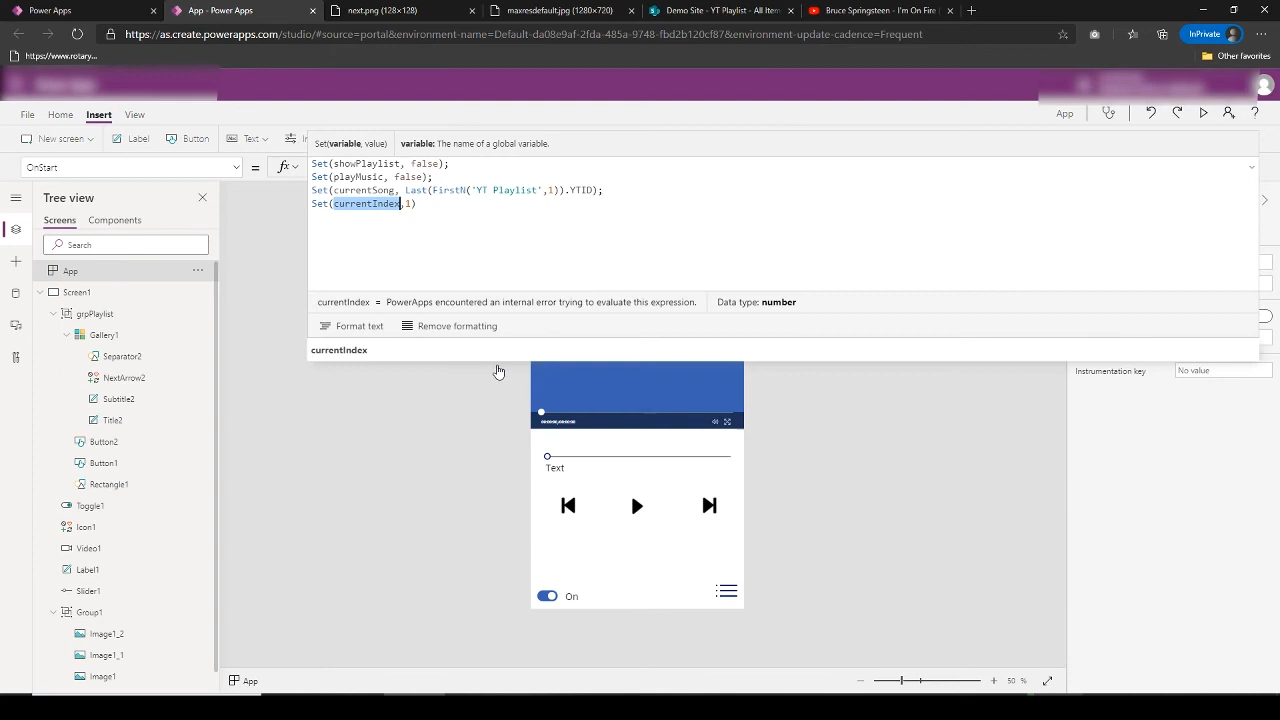 Power Apps
App - Power Apps
next.png (128×128)
maxresdefault.jpg (1280×720)
Demo Site - YT Playlist - All Item
Bruce Springsteen - I'm On Fire (
https://as.create.powerapps.com/studio/#source=portal&environment-name=Default-da08e9af-2fda-485a-9748-fbd2b120cf87&environment-update-cadence=Frequent
InPrivate
https://www.rotary...
Other favorites
File
Home
Insert
View
App
New screen
Label
Button
Text
In
Set(variable, value)
variable: The name of a global variable.
OnStart
=
fx
Set(showPlaylist, false);
Set(playMusic, false);
Set(currentSong, Last(FirstN('YT Playlist',1)).YTID);
Set(currentIndex,1)
currentIndex = PowerApps encountered an internal error trying to evaluate this expression.
Data type: number
Format text
Remove formatting
currentIndex
Tree view
Screens
Components
Search
App
Screen1
grpPlaylist
Gallery1
Separator2
NextArrow2
Subtitle2
Title2
Button2
Button1
Rectangle1
Toggle1
Icon1
Video1
Label1
Slider1
Group1
Image1_2
Image1_1
Image1
Text
On
Instrumentation key
No value
App
50 %